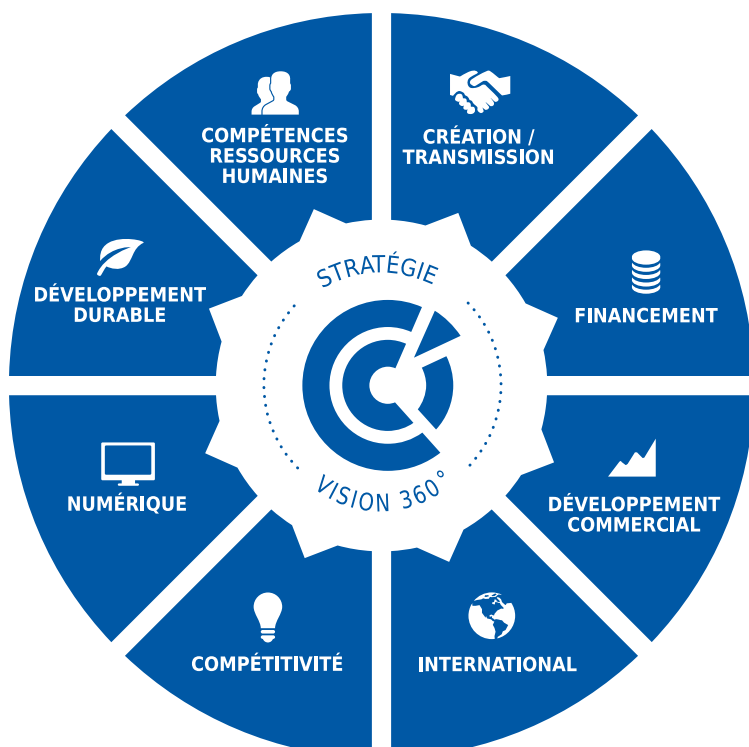 COMPÉTENCES
RESSOURCES
HUMAINES
CRÉATION /
TRANSMISSION
FINANCEMENT
DÉVELOPPEMENT
COMMERCIAL
INTERNATIONAL
COMPÉTITIVITÉ
NUMÉRIQUE
DÉVELOPPEMENT
DURABLE
STRATÉGIE
VISION 360°